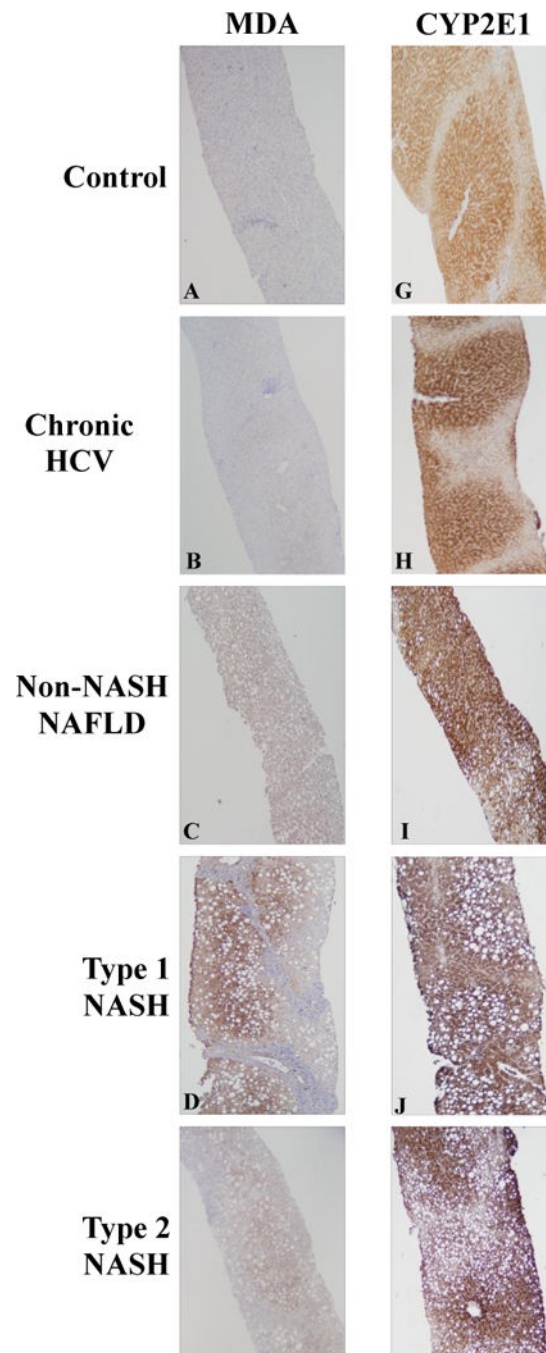 MDA CYP2E1
Control
A
G
Chronic
HCV
B
H
Non-NASH
NAFLD
C
I
Type 1
NASH
D
J
Type 2
NASH